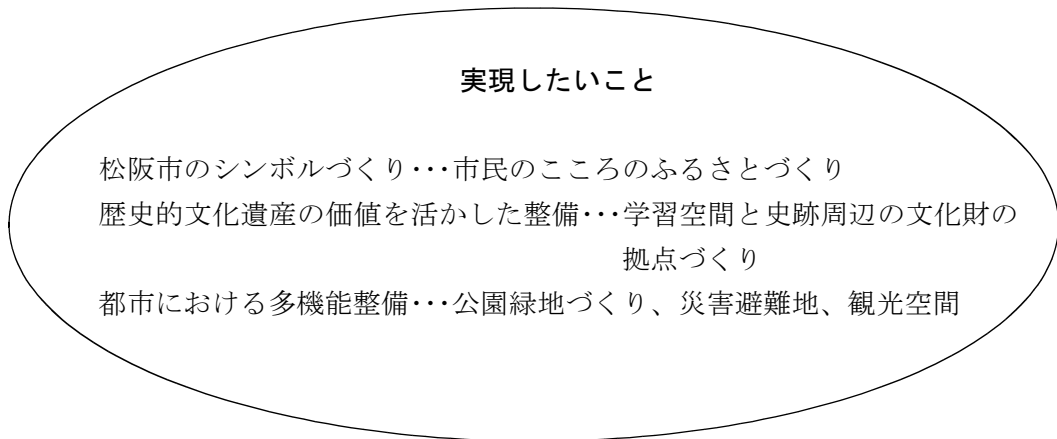 実現したいこと
松阪市のシンボルづくり･･･市民のこころのふるさとづくり
歴史的文化遺産の価値を活かした整備･･･学習空間と史跡周辺の文化財の
拠点づくり
都市における多機能整備･･･公園緑地づくり、災害避難地、観光空間